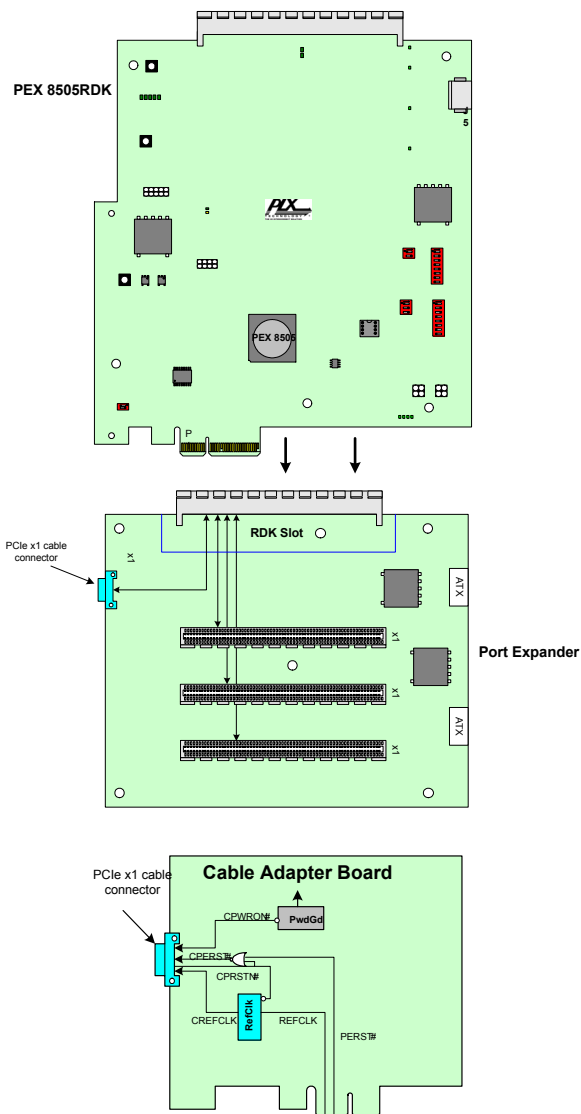 PEX 8505RDK
5
PLX
TECHNOLOGY
PEX 8505
P
RDK Slot
PCIe x1 cable
connector
x1
ATX
Port Expander
x1
x1
ATX
x1
Cable Adapter Board
PCIe x1 cable
connector
CPWRON#
PwdGd
CPERST#
CPRSTN#
RefClk
CREFCLK
REFCLK
PERST#